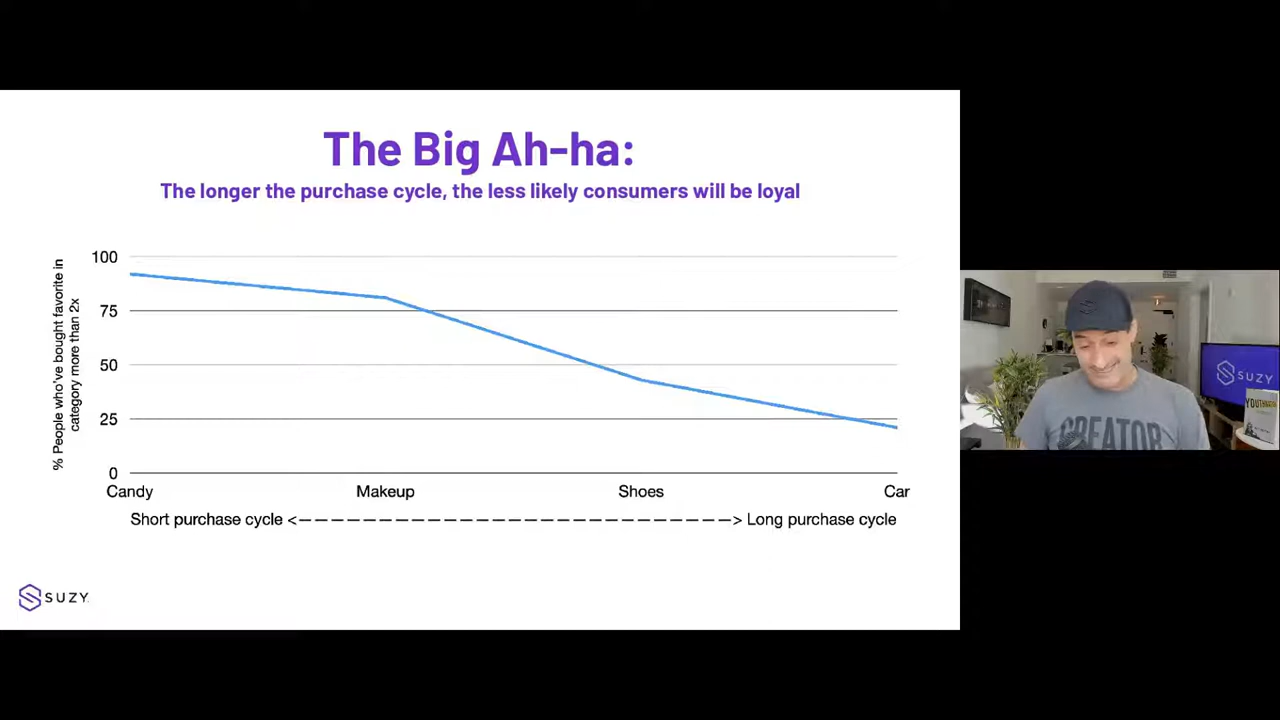 The Big Ah-ha:
The longer the purchase cycle, the less likely consumers will be loyal
% People who've bought favorite in
category more than 2x
100
75
50
25
0
Candy
Makeup
Shoes
Car
Short purchase cycle <————————————————————————————> Long purchase cycle
SUZY
CREATOR
SUZY
YOUTH